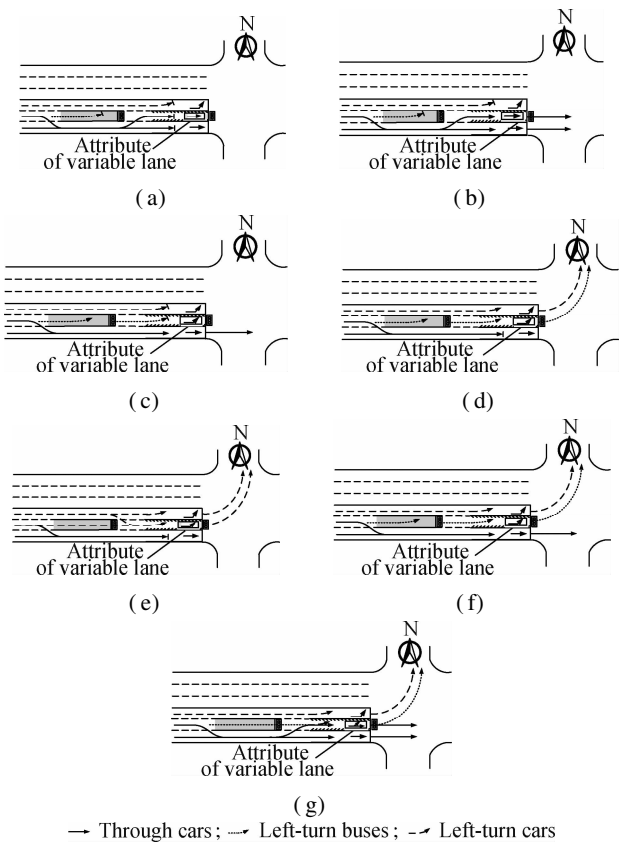 N
N
Attribute
of variable lane
Attribute
of variable lane
(a)
(b)
N
N
Attribute
of variable lane
Attribute
of variable lane
(c)
(d)
N
N
Attribute
of variable lane
Attribute
of variable lane
(e)
(f)
N
Attribute
of variable lane
(g)
Through cars; Left-turn buses; Left-turn cars